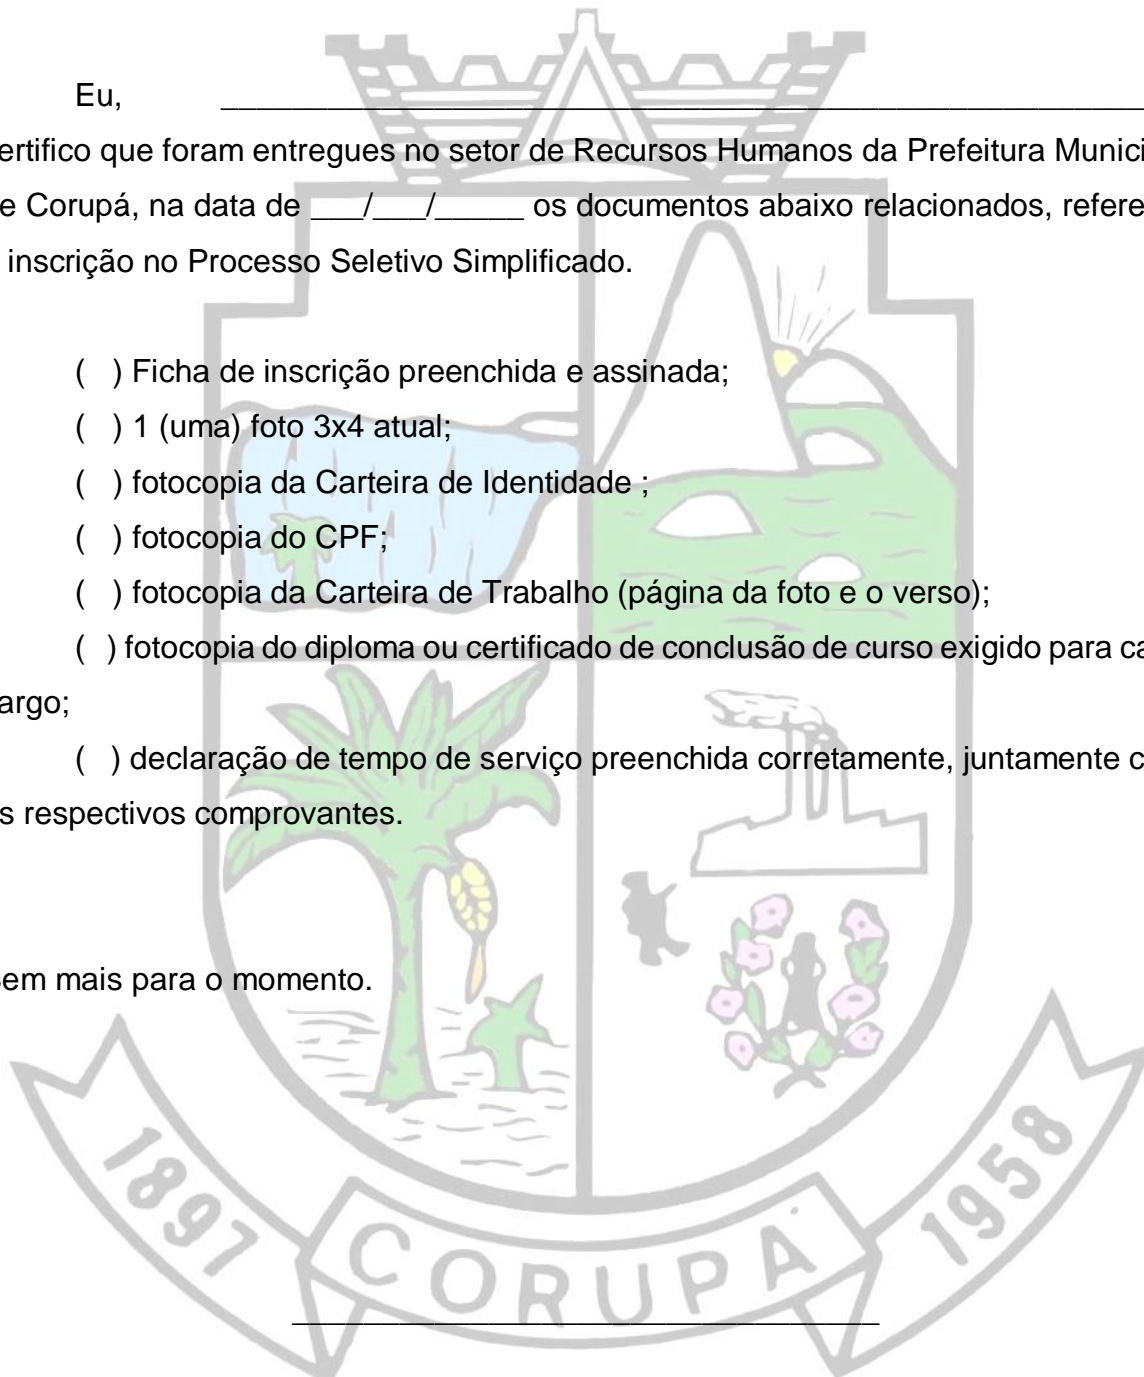 Eu, ____________________________________________________
ertifico que foram entregues no setor de Recursos Humanos da Prefeitura Munici
e Corupá, na data de ___/___/_____ os documentos abaixo relacionados, refere
inscrição no Processo Seletivo Simplificado.
( ) Ficha de inscrição preenchida e assinada;
( ) 1 (uma) foto 3x4 atual;
( ) fotocopia da Carteira de Identidade ;
( ) fotocopia do CPF;
( ) fotocopia da Carteira de Trabalho (página da foto e o verso);
( ) fotocopia do diploma ou certificado de conclusão de curso exigido para ca
argo;
( ) declaração de tempo de serviço preenchida corretamente, juntamente c
s respectivos comprovantes.
Sem mais para o momento.
1897 CORUPÁ 1958
_________________________________